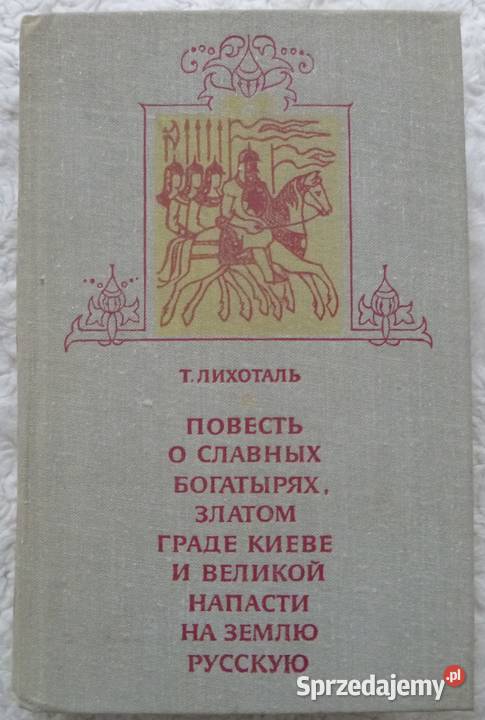 Т. ЛИХОТАЛЬ
ПОВЕСТЬ
О СЛАВНЫХ
БОГАТЫРЯХ,
ЗЛАТОМ
ГРАДЕ КИЕВЕ
И ВЕЛИКОЙ
НАПАСТИ
НА ЗЕМЛЮ
РУССКУЮ
Sprzedajemy.pl